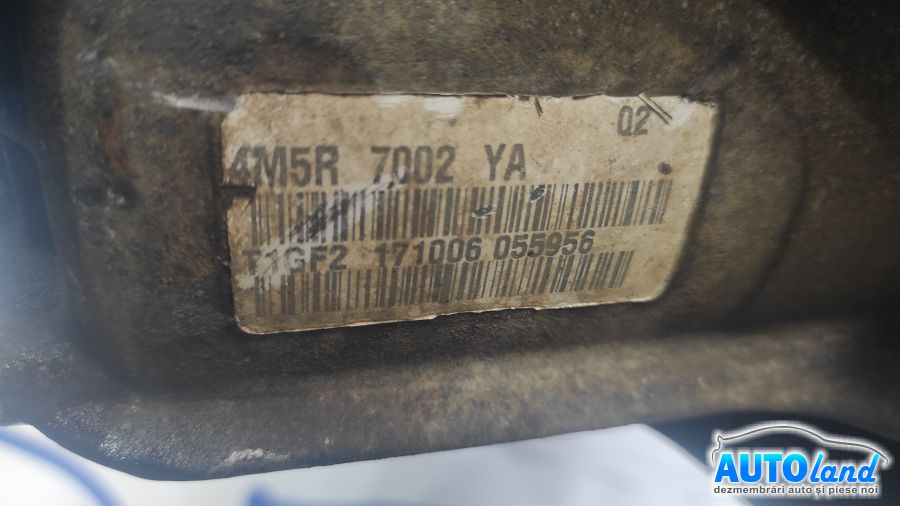 Q2
4M5R 7002 YA
T1GF2 171006 055956
AUTOland
dezmembrări auto și piese noi